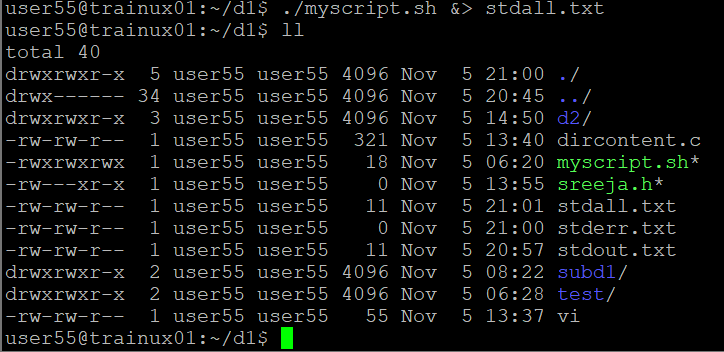 user55@trainux01:~/d1$ ./myscript.sh &> stdall.txt
user55@trainux01:~/d1$ ll
total 40
drwxrwxr-x  5 user55 user55 4096 Nov  5 21:00 ./
drwx------ 34 user55 user55 4096 Nov  5 20:45 ../
drwxrwxr-x  3 user55 user55 4096 Nov  5 14:50 d2/
-rw-rw-r--  1 user55 user55  321 Nov  5 13:40 dircontent.c
-rwxrwxrwx  1 user55 user55   18 Nov  5 06:20 myscript.sh*
-rw---xr-x  1 user55 user55    0 Nov  5 13:55 sreeja.h*
-rw-rw-r--  1 user55 user55   11 Nov  5 21:01 stdall.txt
-rw-rw-r--  1 user55 user55    0 Nov  5 21:00 stderr.txt
-rw-rw-r--  1 user55 user55   11 Nov  5 20:57 stdout.txt
drwxrwxr-x  2 user55 user55 4096 Nov  5 08:22 subd1/
drwxrwxr-x  2 user55 user55 4096 Nov  5 06:28 test/
-rw-rw-r--  1 user55 user55   55 Nov  5 13:37 vi
user55@trainux01:~/d1$